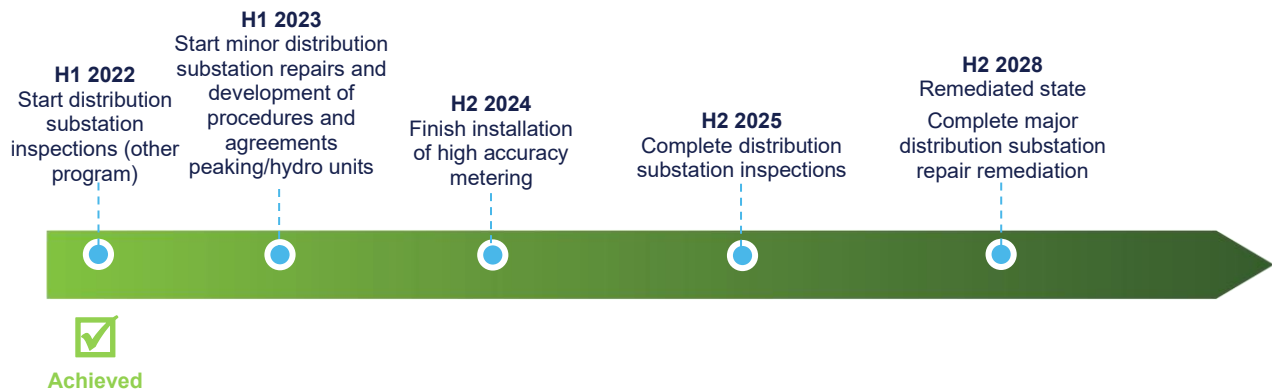 H1 2022
Start distribution
substation
inspections (other
program)
H1 2023
Start minor distribution
substation repairs and
development of
procedures and
agreements
peaking/hydro units
H2 2024
Finish installation
of high accuracy
metering
H2 2025
Complete distribution
substation inspections
H2 2028
Remediated state
Complete major
distribution substation
repair remediation
Achieved